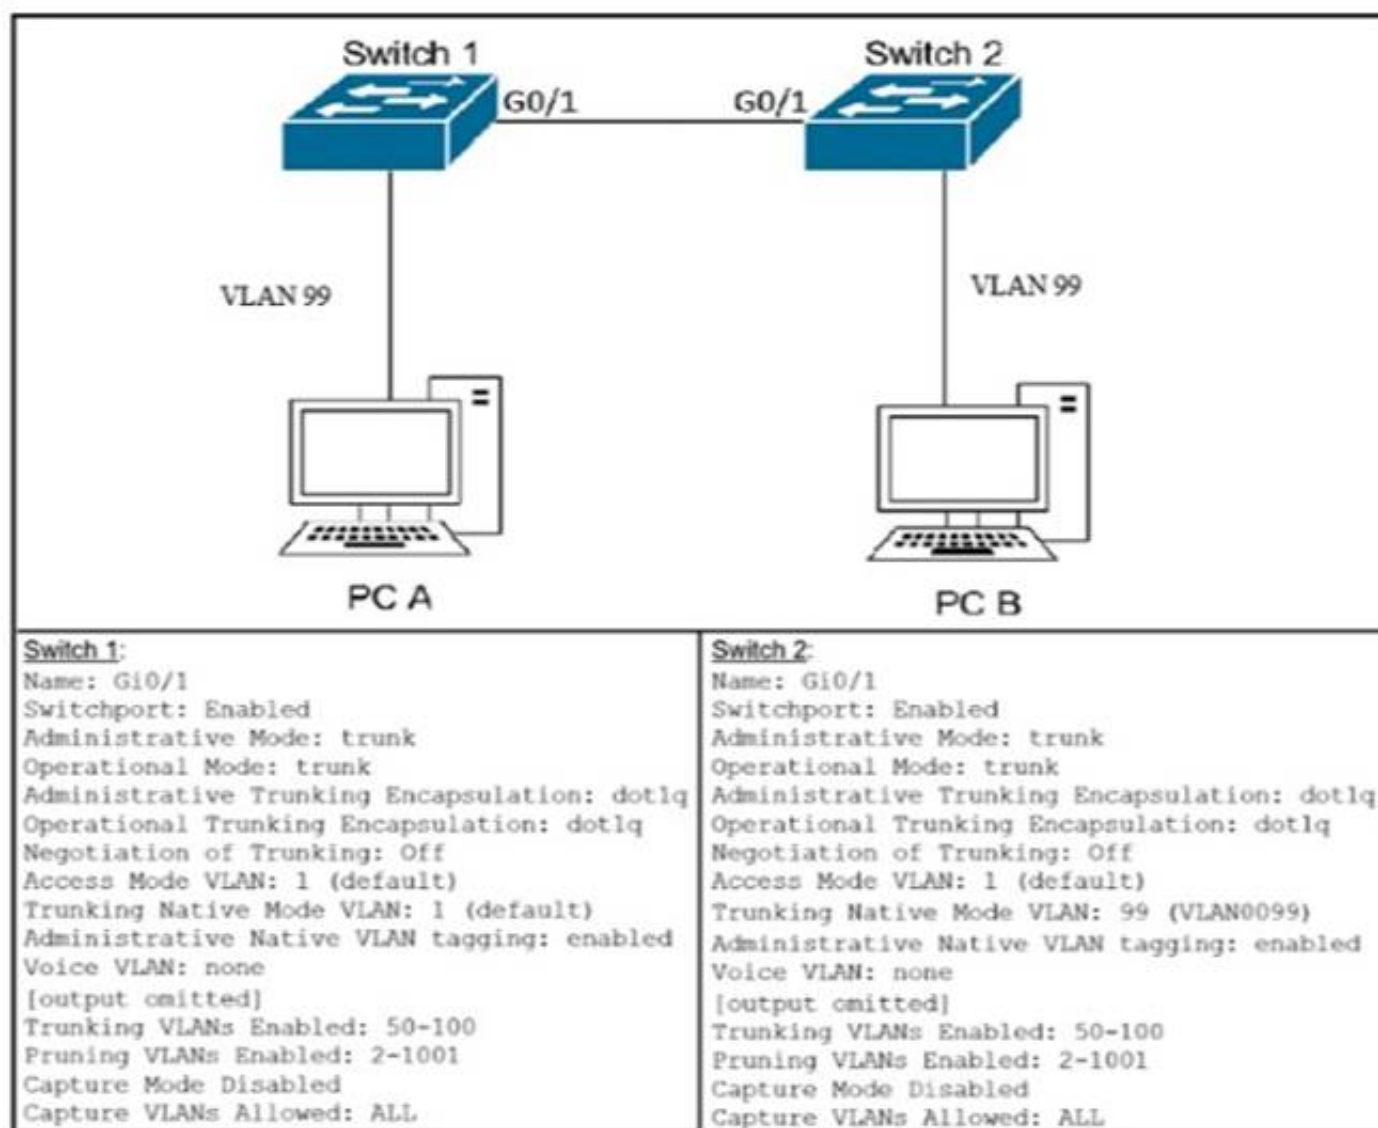 Switch 1
Switch 2
G0/1
G0/1
VLAN 99
VLAN 99
PC A
PC B
Switch 1:
Name: Gi0/1
Switchport: Enabled
Administrative Mode: trunk
Operational Mode: trunk
Administrative Trunking Encapsulation: dot1q
Operational Trunking Encapsulation: dot1q
Negotiation of Trunking: Off
Access Mode VLAN: 1 (default)
Trunking Native Mode VLAN: 1 (default)
Administrative Native VLAN tagging: enabled
Voice VLAN: none
[output omitted]
Trunking VLANs Enabled: 50-100
Pruning VLANs Enabled: 2-1001
Capture Mode Disabled
Capture VLANs Allowed: ALL
Switch 2:
Name: Gi0/1
Switchport: Enabled
Administrative Mode: trunk
Operational Mode: trunk
Administrative Trunking Encapsulation: dot1q
Operational Trunking Encapsulation: dot1q
Negotiation of Trunking: Off
Access Mode VLAN: 1 (default)
Trunking Native Mode VLAN: 99 (VLAN0099)
Administrative Native VLAN tagging: enabled
Voice VLAN: none
[output omitted]
Trunking VLANs Enabled: 50-100
Pruning VLANs Enabled: 2-1001
Capture Mode Disabled
Capture VLANs Allowed: ALL